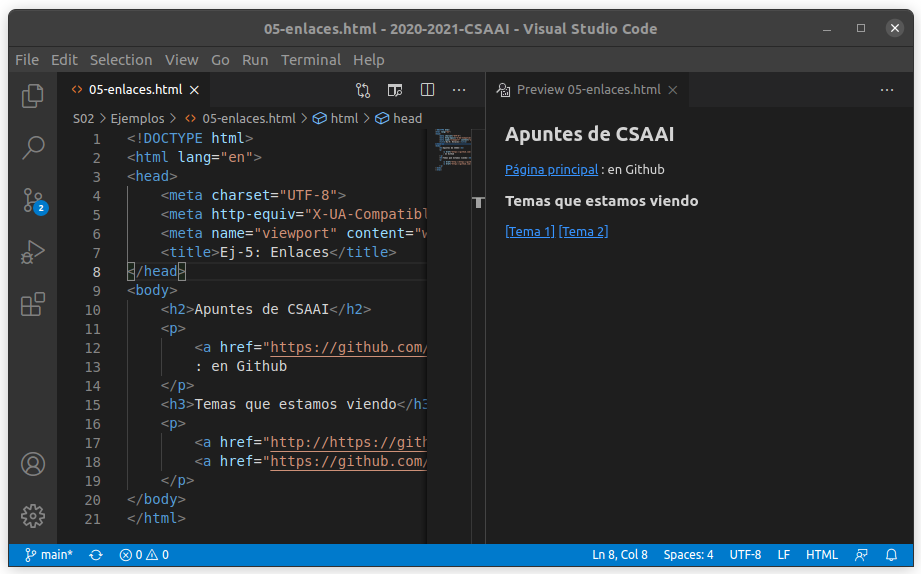 05-enlaces.html - 2020-2021-CSAAI - Visual Studio Code
File Edit Selection View Go Run Terminal Help
05-enlaces.html
Preview 05-enlaces.html
S02 > Ejemplos > 05-enlaces.html > html > head
1 <!DOCTYPE html>
2 <html lang="en">
3 <head>
4 <meta charset="UTF-8">
5 <meta http-equiv="X-UA-Compatibl
6 <meta name="viewport" content="w
7 <title>Ej-5: Enlaces</title>
8 </head>
9 <body>
10 <h2>Apuntes de CSAAI</h2>
11 <p>
12 <a href="https://github.com/
13 : en Github
14 </p>
15 <h3>Temas que estamos viendo</h3
16 <p>
17 <a href="http://https://gith
18 <a href="https://github.com/
19 </p>
20 </body>
21 </html>
Apuntes de CSAAI
Página principal : en Github
Temas que estamos viendo
[Tema 1] [Tema 2]
2
main* 0 0 Ln 8, Col 8 Spaces: 4 UTF-8 LF HTML